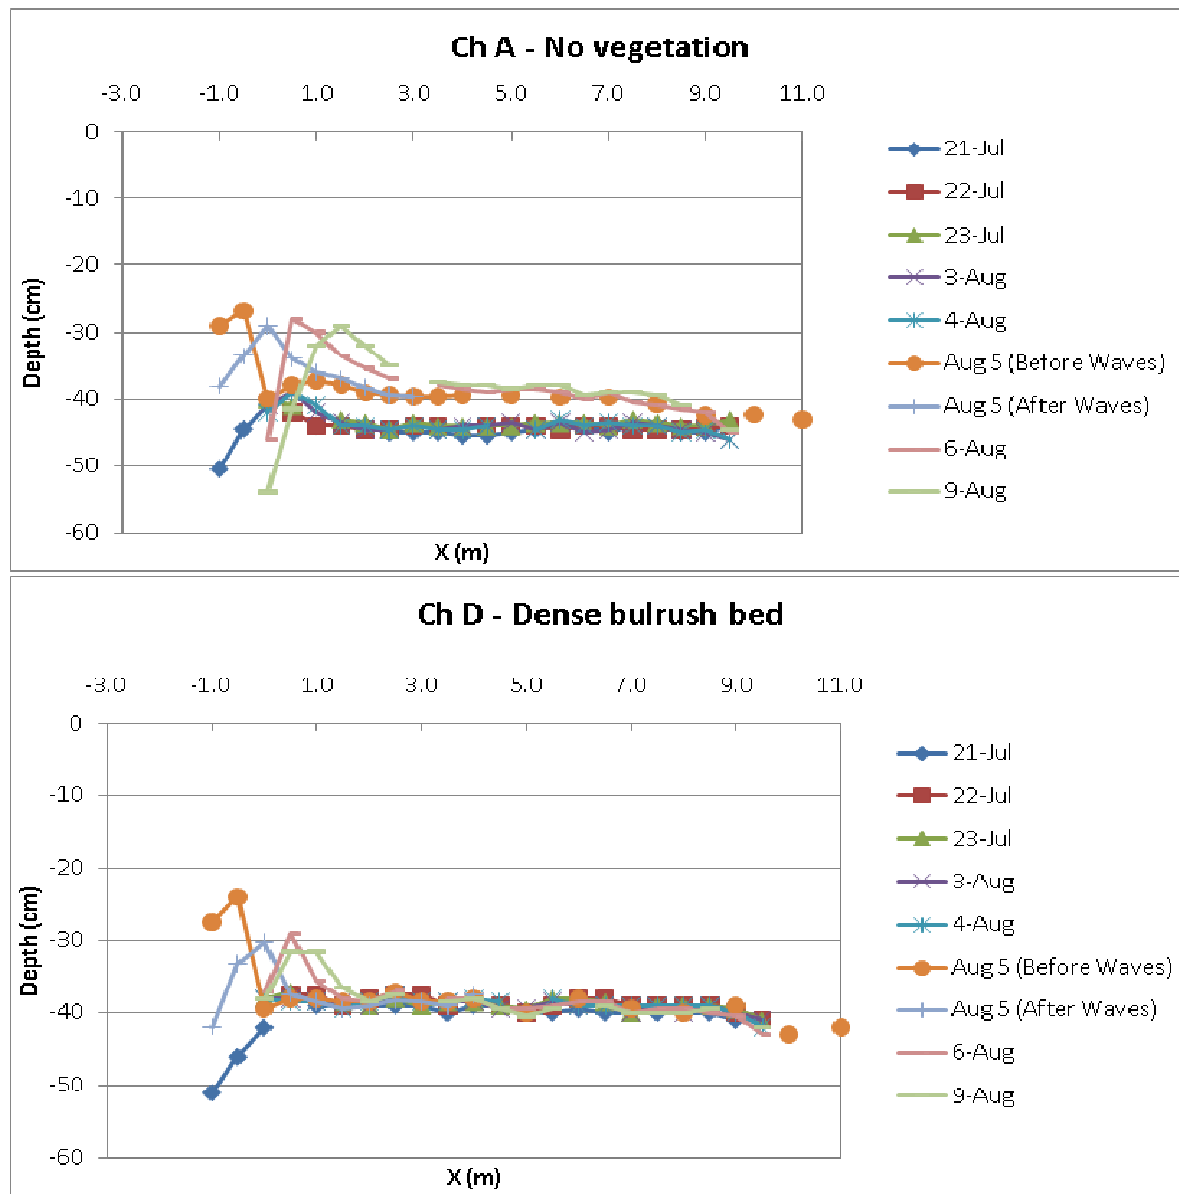 Ch A - No vegetation
-3.0 -1.0 1.0 3.0 5.0 7.0 9.0 11.0
0
-10
-20
-30
-40
-50
-60
Depth (cm)
X (m)
21-Jul
22-Jul
23-Jul
3-Aug
4-Aug
Aug 5 (Before Waves)
Aug 5 (After Waves)
6-Aug
9-Aug
Ch D - Dense bulrush bed
-3.0 -1.0 1.0 3.0 5.0 7.0 9.0 11.0
0
-10
-20
-30
-40
-50
-60
Depth (cm)
X (m)
21-Jul
22-Jul
23-Jul
3-Aug
4-Aug
Aug 5 (Before Waves)
Aug 5 (After Waves)
6-Aug
9-Aug